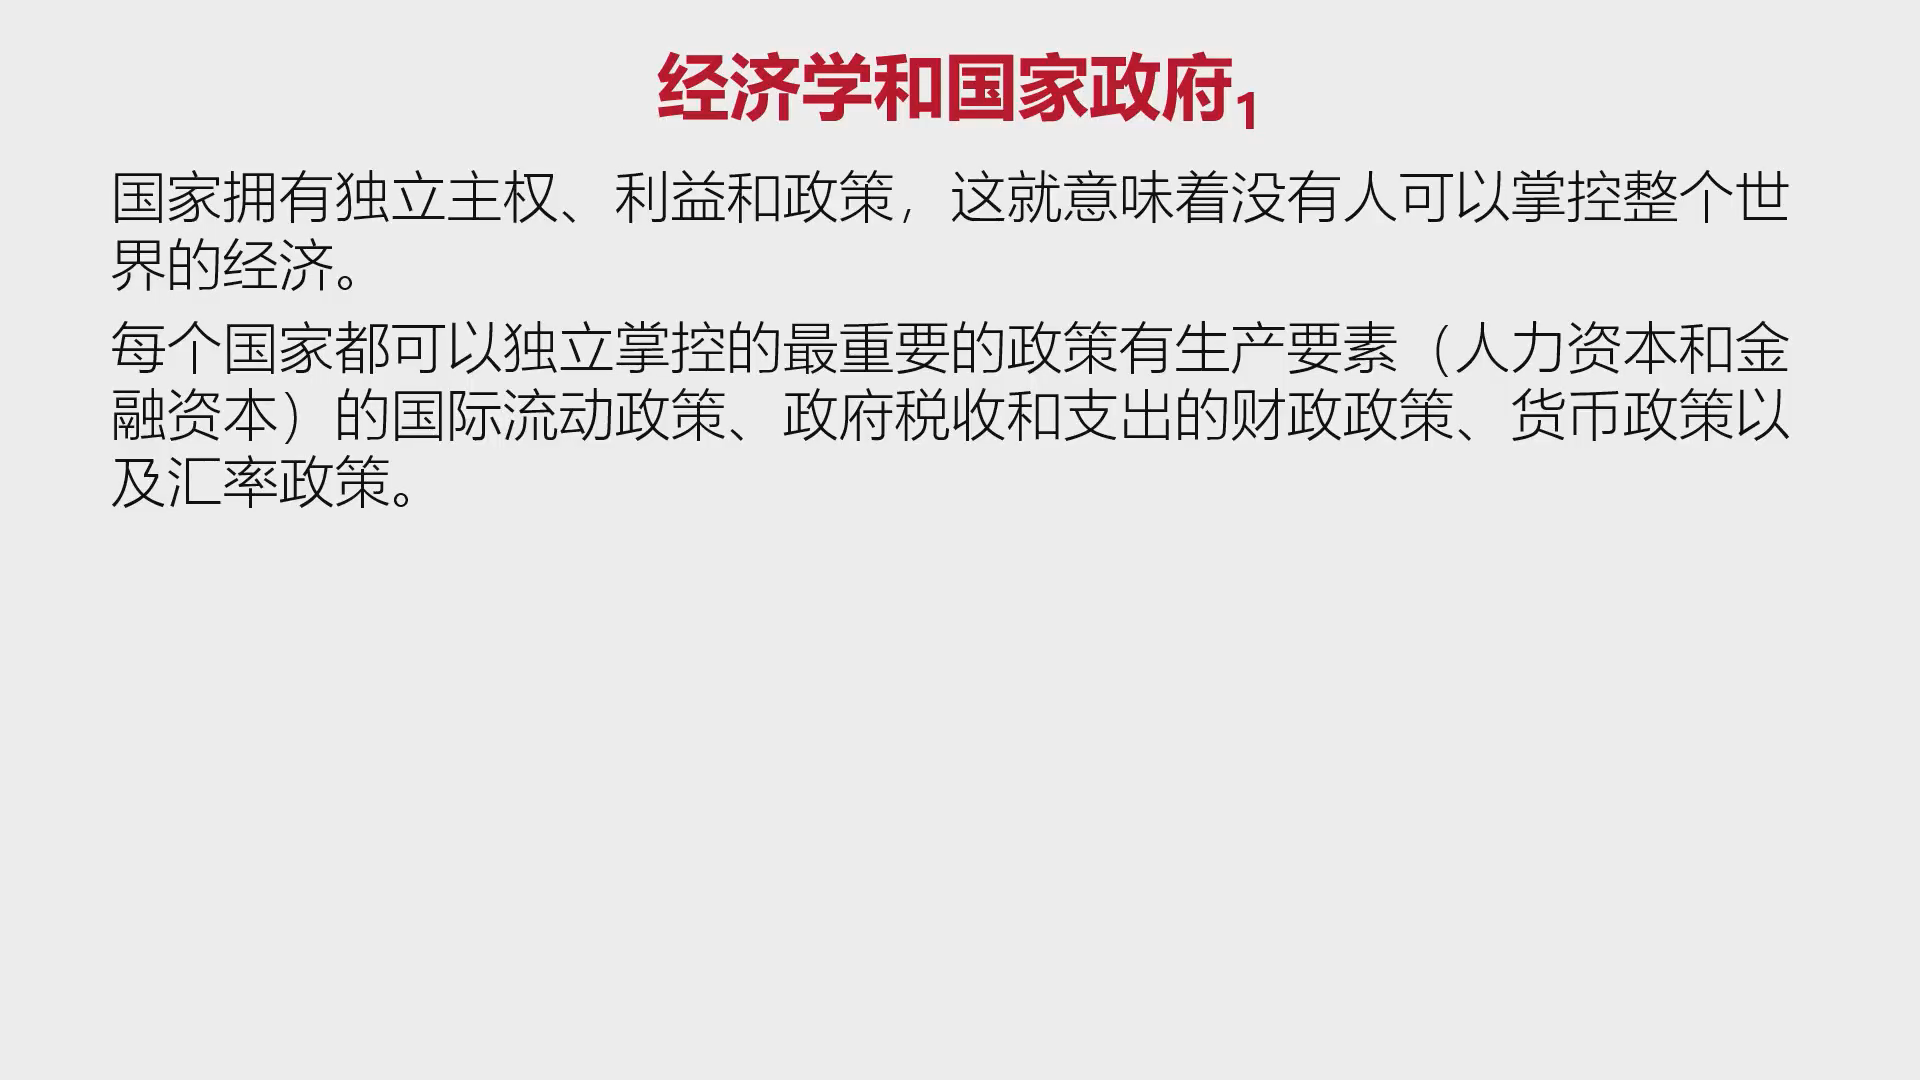 经济学和国家政府1
国家拥有独立主权、利益和政策，这就意味着没有人可以掌控整个世
界的经济。
每个国家都可以独立掌控的最重要的政策有生产要素（人力资本和金
融资本）的国际流动政策、政府税收和支出的财政政策、货币政策以
及汇率政策。